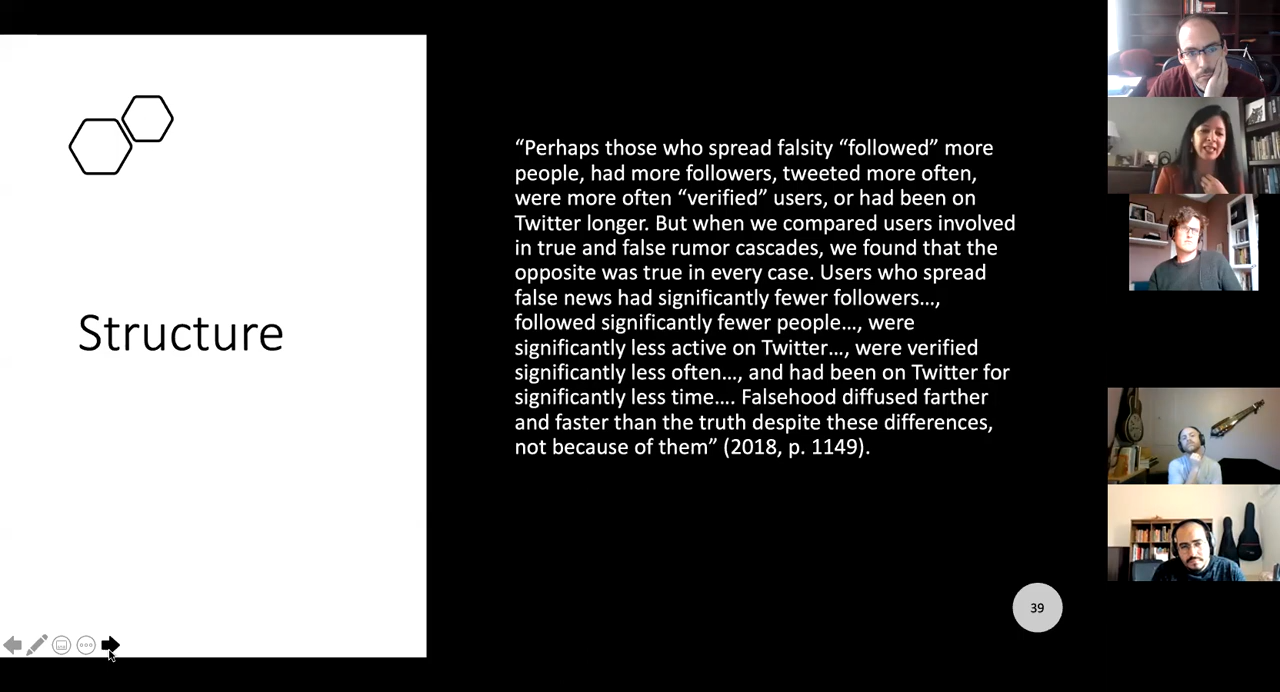 Structure
“Perhaps those who spread falsity “followed” more
people, had more followers, tweeted more often,
were more often “verified” users, or had been on
Twitter longer. But when we compared users involved
in true and false rumor cascades, we found that the
opposite was true in every case. Users who spread
false news had significantly fewer followers…,
followed significantly fewer people…, were
significantly less active on Twitter…, were verified
significantly less often…, and had been on Twitter for
significantly less time…. Falsehood diffused farther
and faster than the truth despite these differences,
not because of them” (2018, p. 1149).
39